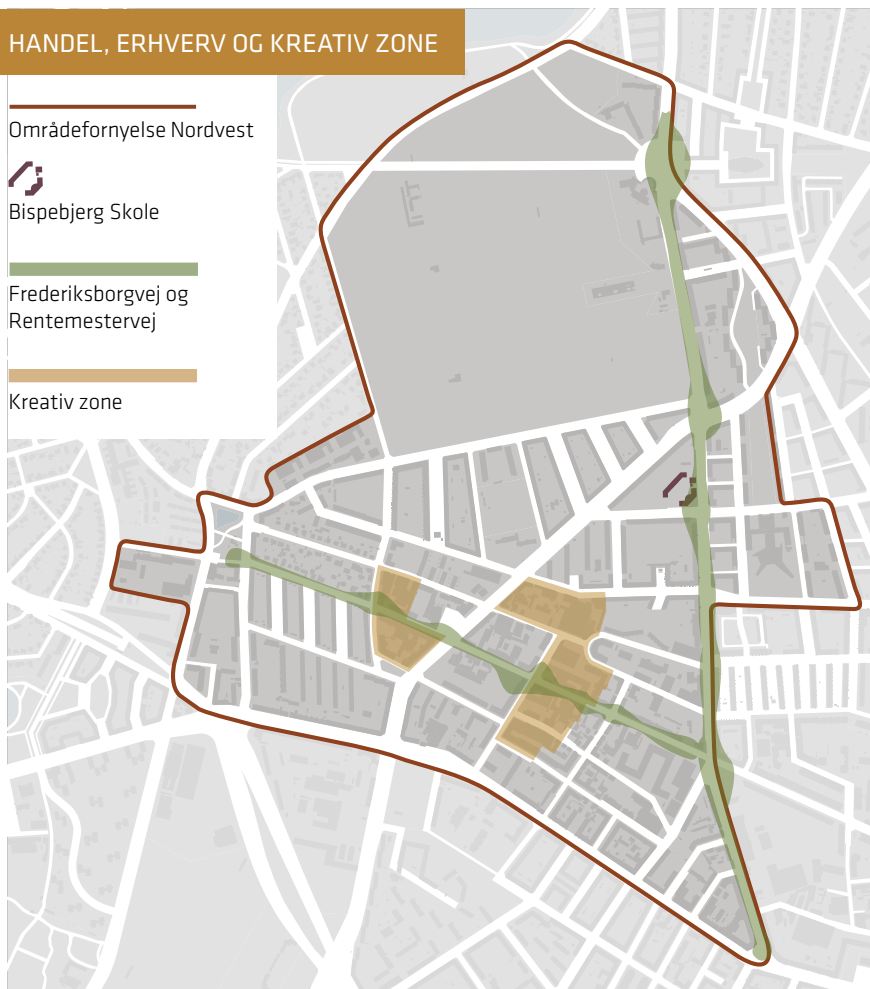 HANDEL, ERHVERV OG KREATIV ZONE
Områdefornyelse Nordvest
Bispebjerg Skole
Frederiksborgvej og
Rentemestervej
Kreativ zone